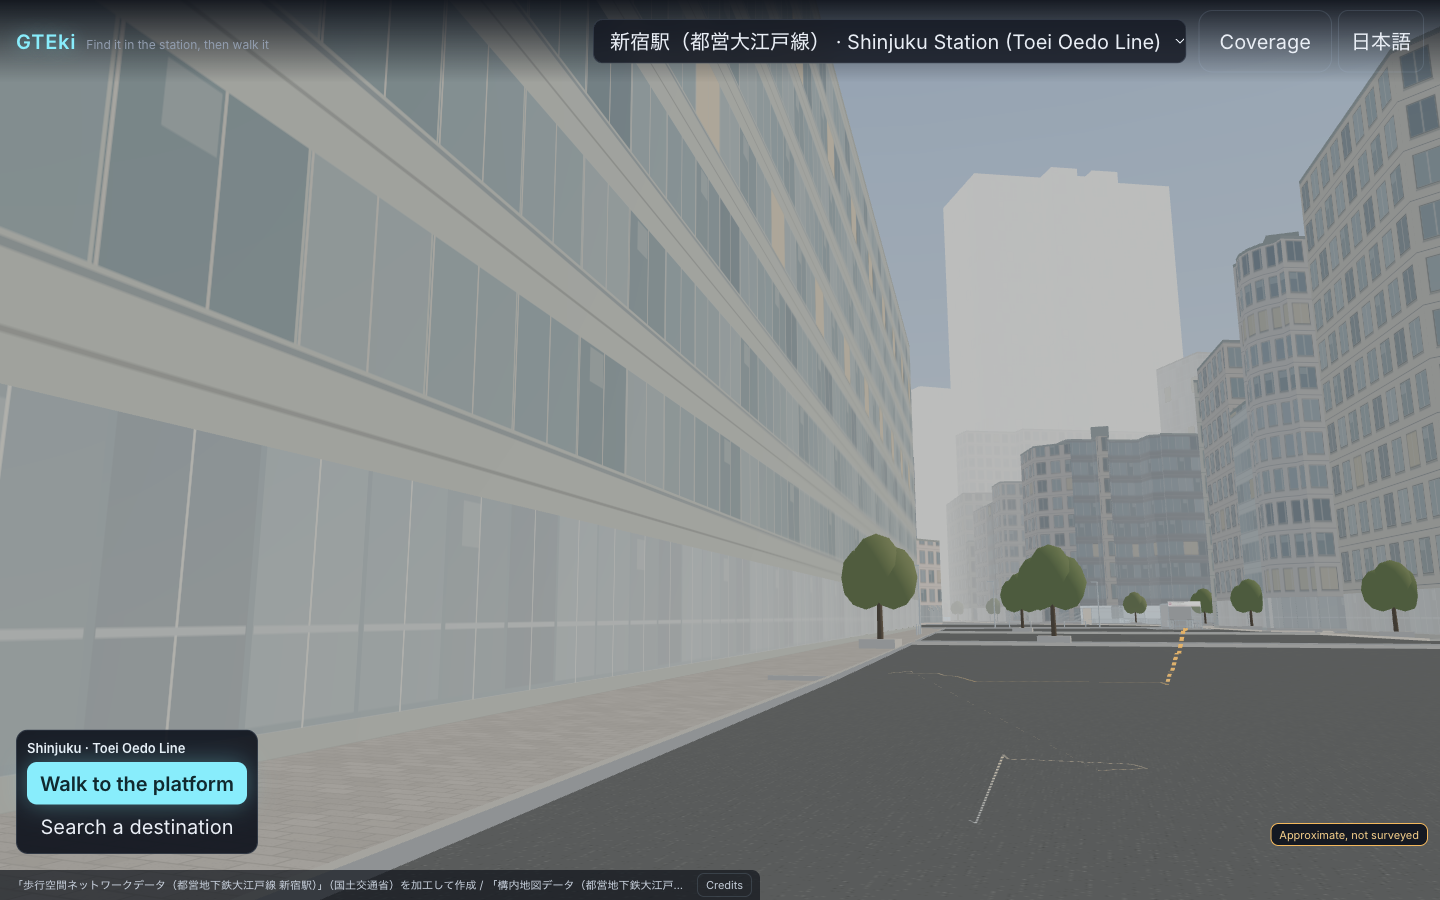 GTEki Find it in the station, then walk it
新宿駅（都営大江戸線） · Shinjuku Station (Toei Oedo Line)
Coverage
日本語
Shinjuku · Toei Oedo Line
Walk to the platform
Search a destination
Approximate, not surveyed
「歩行空間ネットワークデータ（都営地下鉄大江戸線 新宿駅）」（国土交通省）を加工して作成 / 「構内地図データ（都営地下鉄大江戸...
Credits